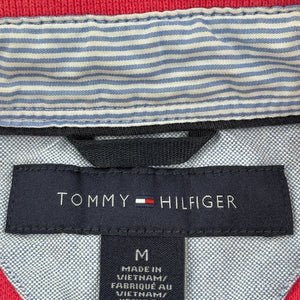 TOMMY HILFIGER
M
MADE IN
VIETNAM/
FABRIQUÉ AU
VIETNAM/